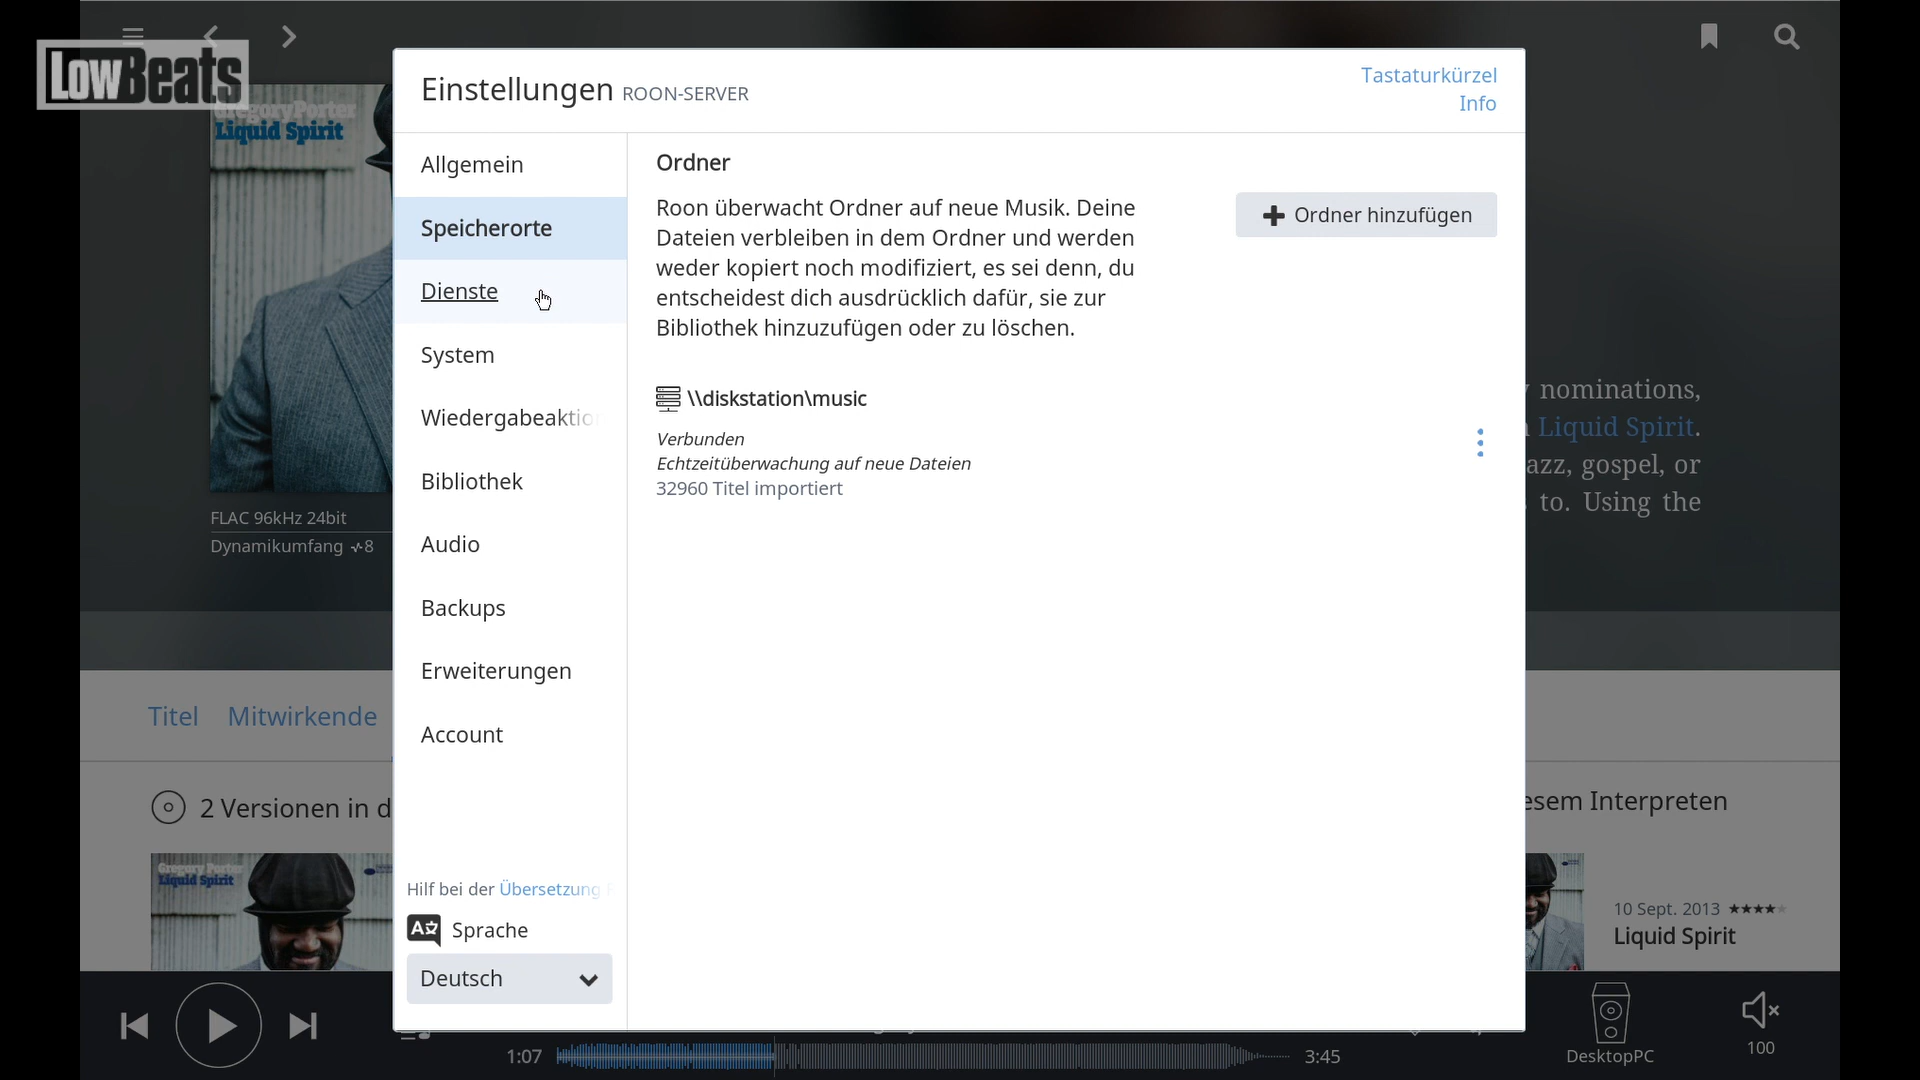 LowBeats
GregoryPorter
Liquid Spirit
FLAC 96kHz 24bit
Dynamikumfang 8
Einstellungen ROON-SERVER
Tastaturkürzel
Info
Allgemein
Speicherorte
Dienste
System
Wiedergabeaktio
Bibliothek
Audio
Backups
Erweiterungen
Account
Hilf bei der Übersetzung
Sprache
Deutsch
Ordner
Roon überwacht Ordner auf neue Musik. Deine
Dateien verbleiben in dem Ordner und werden
weder kopiert noch modifiziert, es sei denn, du
entscheidest dich ausdrücklich dafür, sie zur
Bibliothek hinzuzufügen oder zu löschen.
Ordner hinzufügen
\\diskstation\music
Verbunden
Echtzeitüberwachung auf neue Dateien
32960 Titel importiert
nominations,
Liquid Spirit.
azz, gospel, or
to. Using the
Titel Mitwirkende
2 Versionen in d
esem Interpreten
Gregory Porter
Liquid Spirit
10 Sept. 2013
Liquid Spirit
1:07
3:45
DesktopPC
100